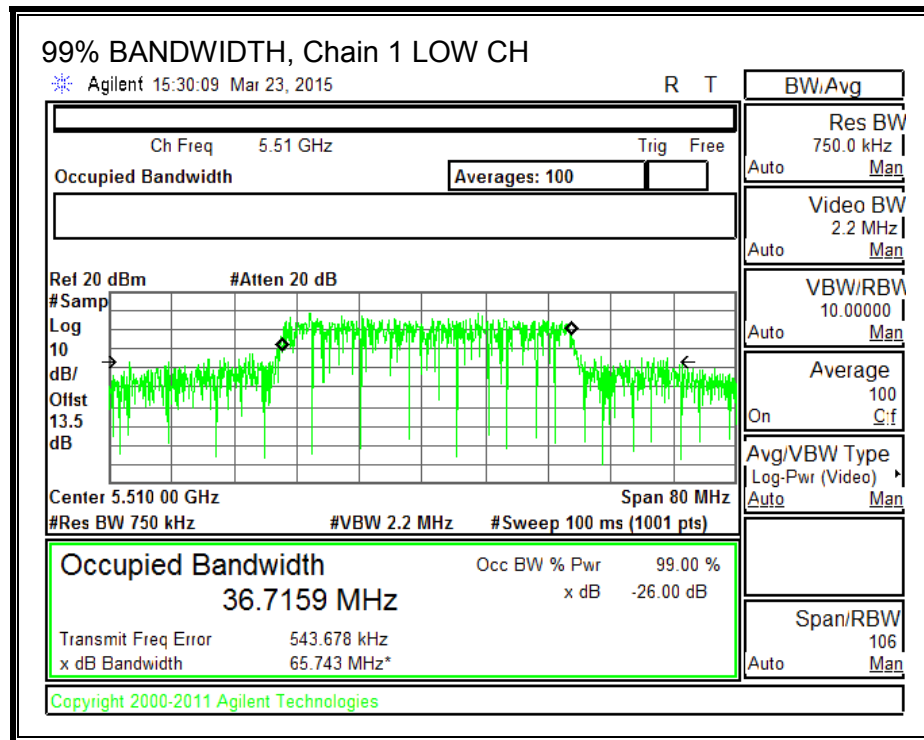 99% BANDWIDTH, Chain 1 LOW CH
Agilent 15:30:09 Mar 23, 2015 R T
Ch Freq 5.51 GHz Trig Free
Occupied Bandwidth Averages: 100
Ref 20 dBm #Atten 20 dB
#Samp
Log
10
dB/
Offst
13.5
dB
Center 5.510 00 GHz Span 80 MHz
#Res BW 750 kHz #VBW 2.2 MHz #Sweep 100 ms (1001 pts)
Occupied Bandwidth Occ BW % Pwr 99.00 %
36.7159 MHz x dB -26.00 dB
Transmit Freq Error 543.678 kHz
x dB Bandwidth 65.743 MHz*
Copyright 2000-2011 Agilent Technologies
BW/Avg
Res BW
750.0 kHz
Auto Man
Video BW
2.2 MHz
Auto Man
VBW/RBW
10.00000
Auto Man
Average
100
On
Avg/VBW Type
Log-Pwr (Video)
Auto Man
Span/RBW
106
Auto Man